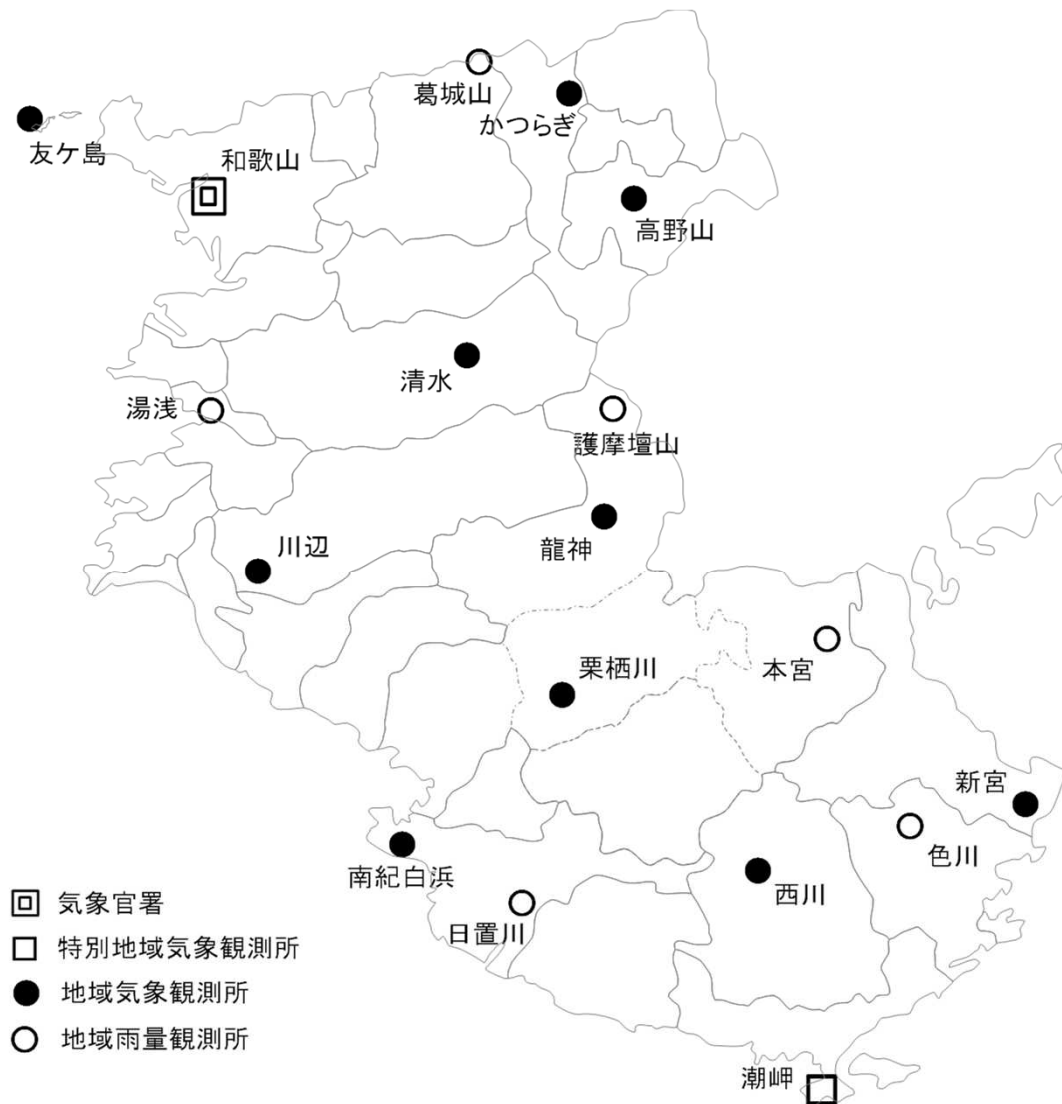 葛城山
かつらぎ
友ケ島
和歌山
高野山
清水
湯浅
護摩壇山
川辺
龍神
栗栖川
本宮
新宮
色川
南紀白浜
西川
日置川
潮岬
気象官署
特別地域気象観測所
地域気象観測所
地域雨量観測所